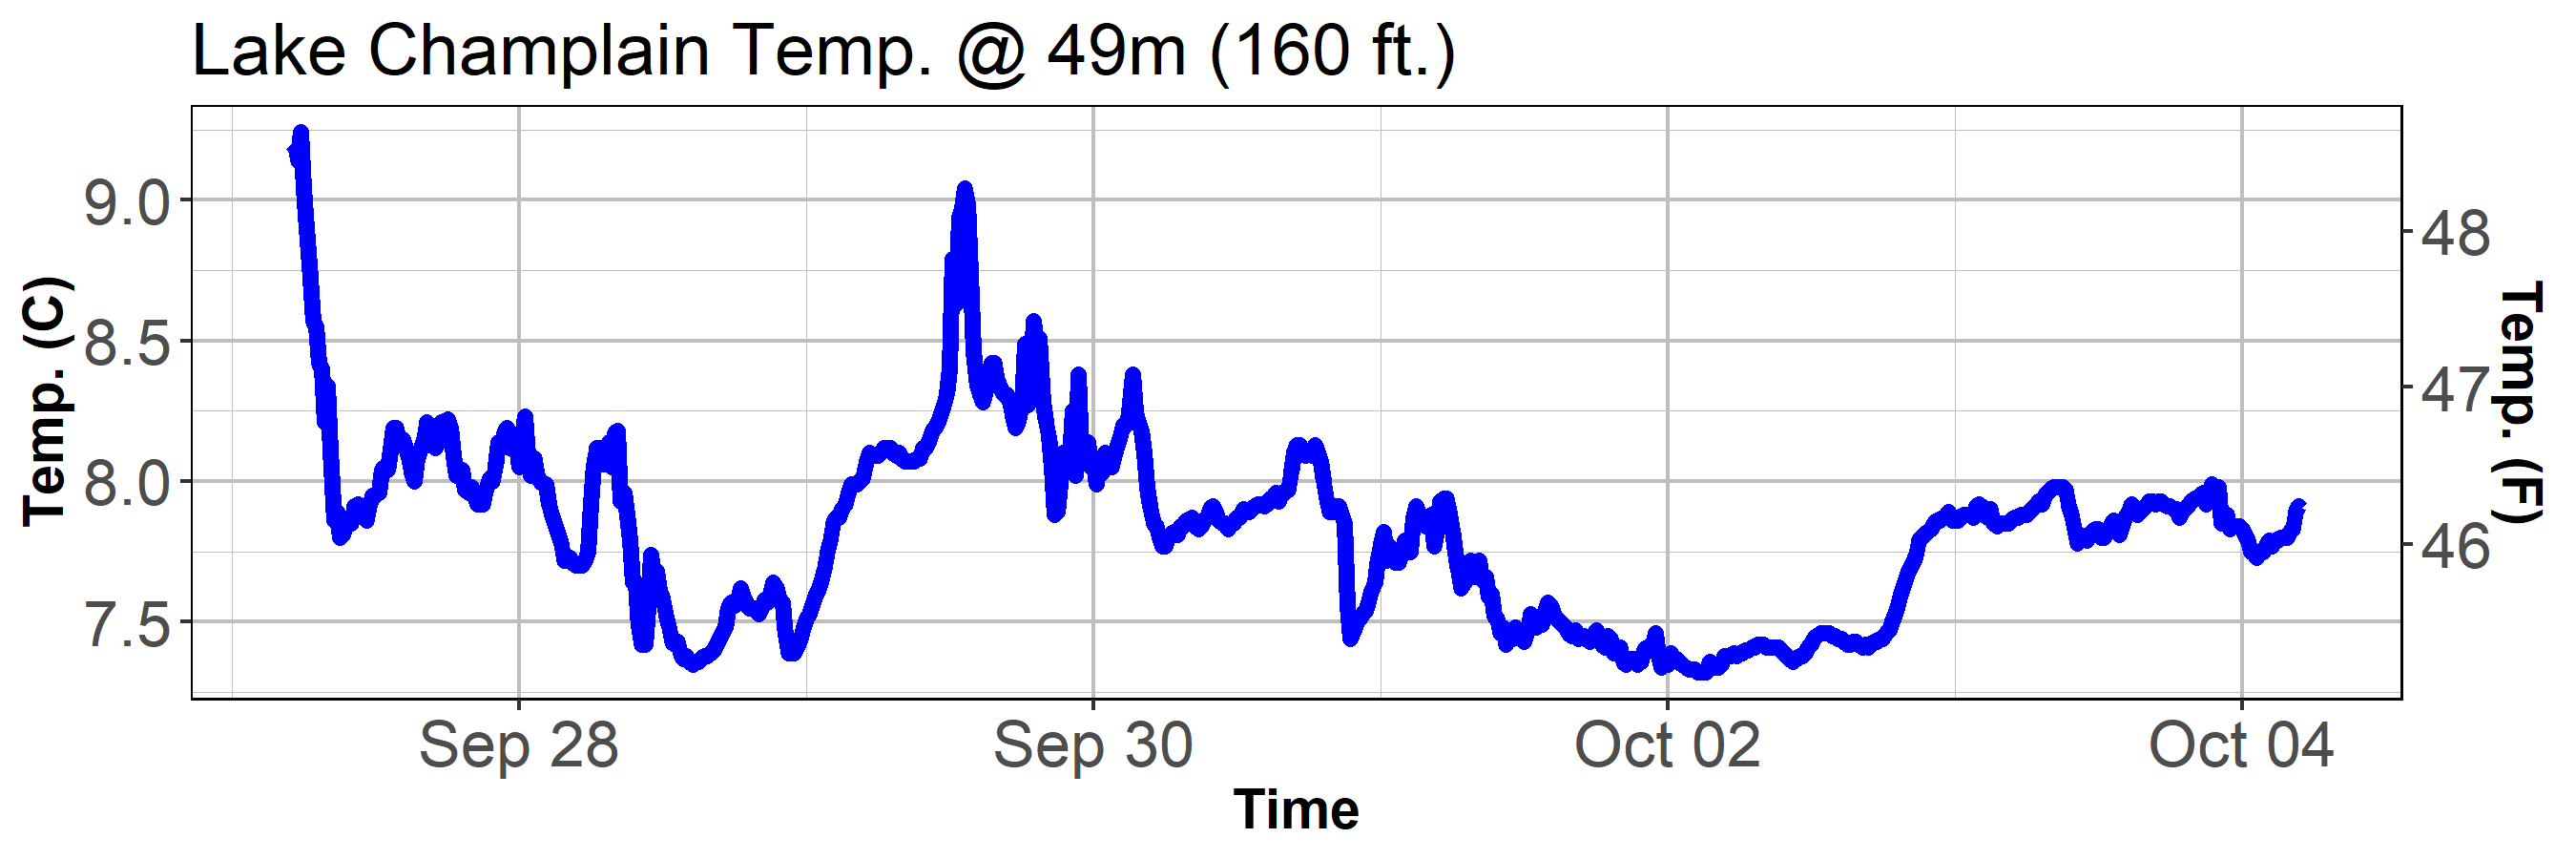 Lake Champlain Temp. @ 49m (160 ft.)
Temp. (C)
9.0
8.5
8.0
7.5
48
47
46
Temp. (F)
Sep 28 Sep 30 Oct 02 Oct 04
Time